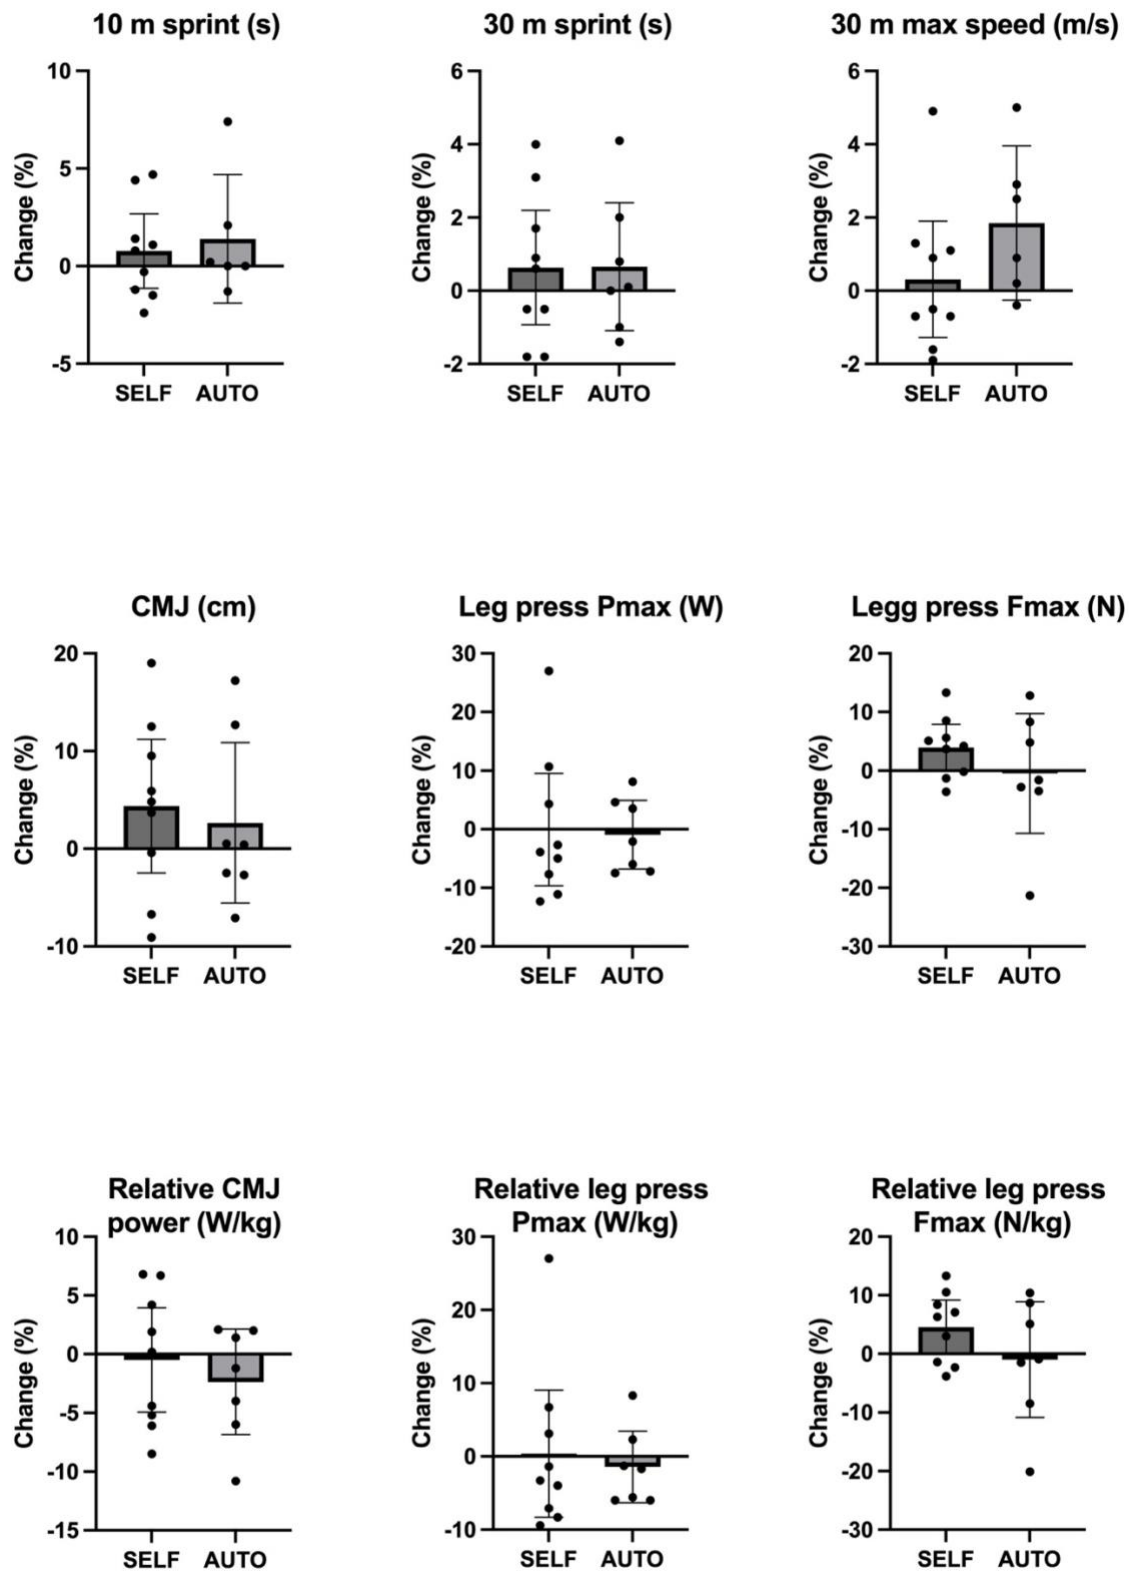 10 m sprint (s)
30 m sprint (s)
30 m max speed (m/s)
Change (%)
10
5
0
-5
SELF AUTO
Change (%)
6
4
2
0
-2
SELF AUTO
Change (%)
6
4
2
0
-2
SELF AUTO
CMJ (cm)
Leg press Pmax (W)
Legg press Fmax (N)
Change (%)
20
10
0
-10
SELF AUTO
Change (%)
30
20
10
0
-10
-20
SELF AUTO
Change (%)
20
10
0
-10
-20
-30
SELF AUTO
Relative CMJ
power (W/kg)
Relative leg press
Pmax (W/kg)
Relative leg press
Fmax (N/kg)
Change (%)
10
5
0
-5
-10
-15
SELF AUTO
Change (%)
30
20
10
0
-10
SELF AUTO
Change (%)
20
10
0
-10
-20
-30
SELF AUTO